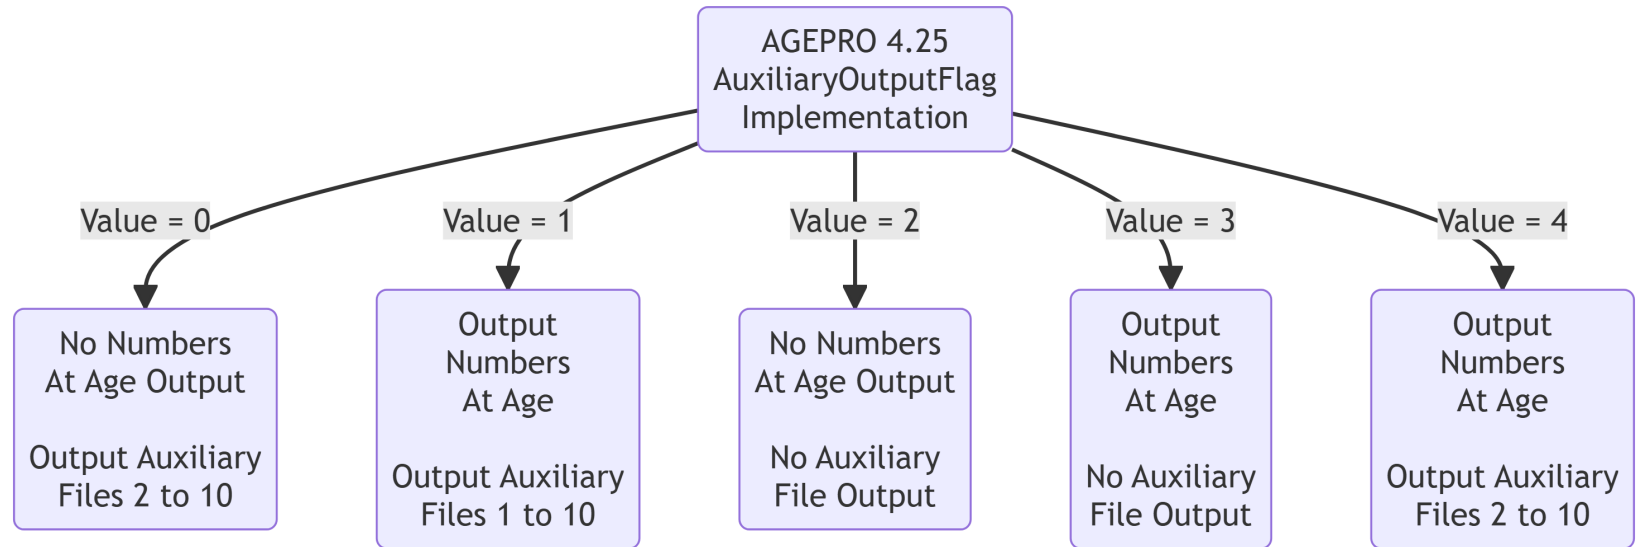 AGEPRO 4.25
AuxiliaryOutputFlag
Implementation
Value = 0
Value = 1
Value = 2
Value = 3
Value = 4
No Numbers
At Age Output
Output Auxiliary
Files 2 to 10
Output
Numbers
At Age
Output Auxiliary
Files 1 to 10
No Numbers
At Age Output
No Auxiliary
File Output
Output
Numbers
At Age
No Auxiliary
File Output
Output
Numbers
At Age
Output Auxiliary
Files 2 to 10